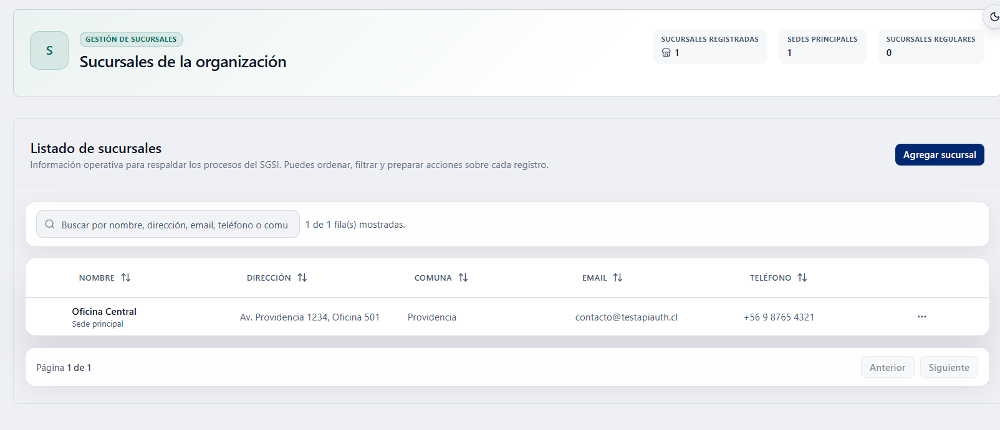 S
GESTIÓN DE SUCURSALES
Sucursales de la organización
SUCURSALES REGISTRADAS
1
SEDES PRINCIPALES
1
SUCURSALES REGULARES
0
Listado de sucursales
Información operativa para respaldar los procesos del SGSI. Puedes ordenar, filtrar y preparar acciones sobre cada registro.
Agregar sucursal
Buscar por nombre, dirección, email, teléfono o comu
1 de 1 fila(s) mostradas.
NOMBRE DIRECCIÓN COMUNA EMAIL TELÉFONO
Oficina Central
Sede principal
Av. Providencia 1234, Oficina 501 Providencia contacto@testapiauth.cl +56 9 8765 4321
Página 1 de 1
Anterior Siguiente